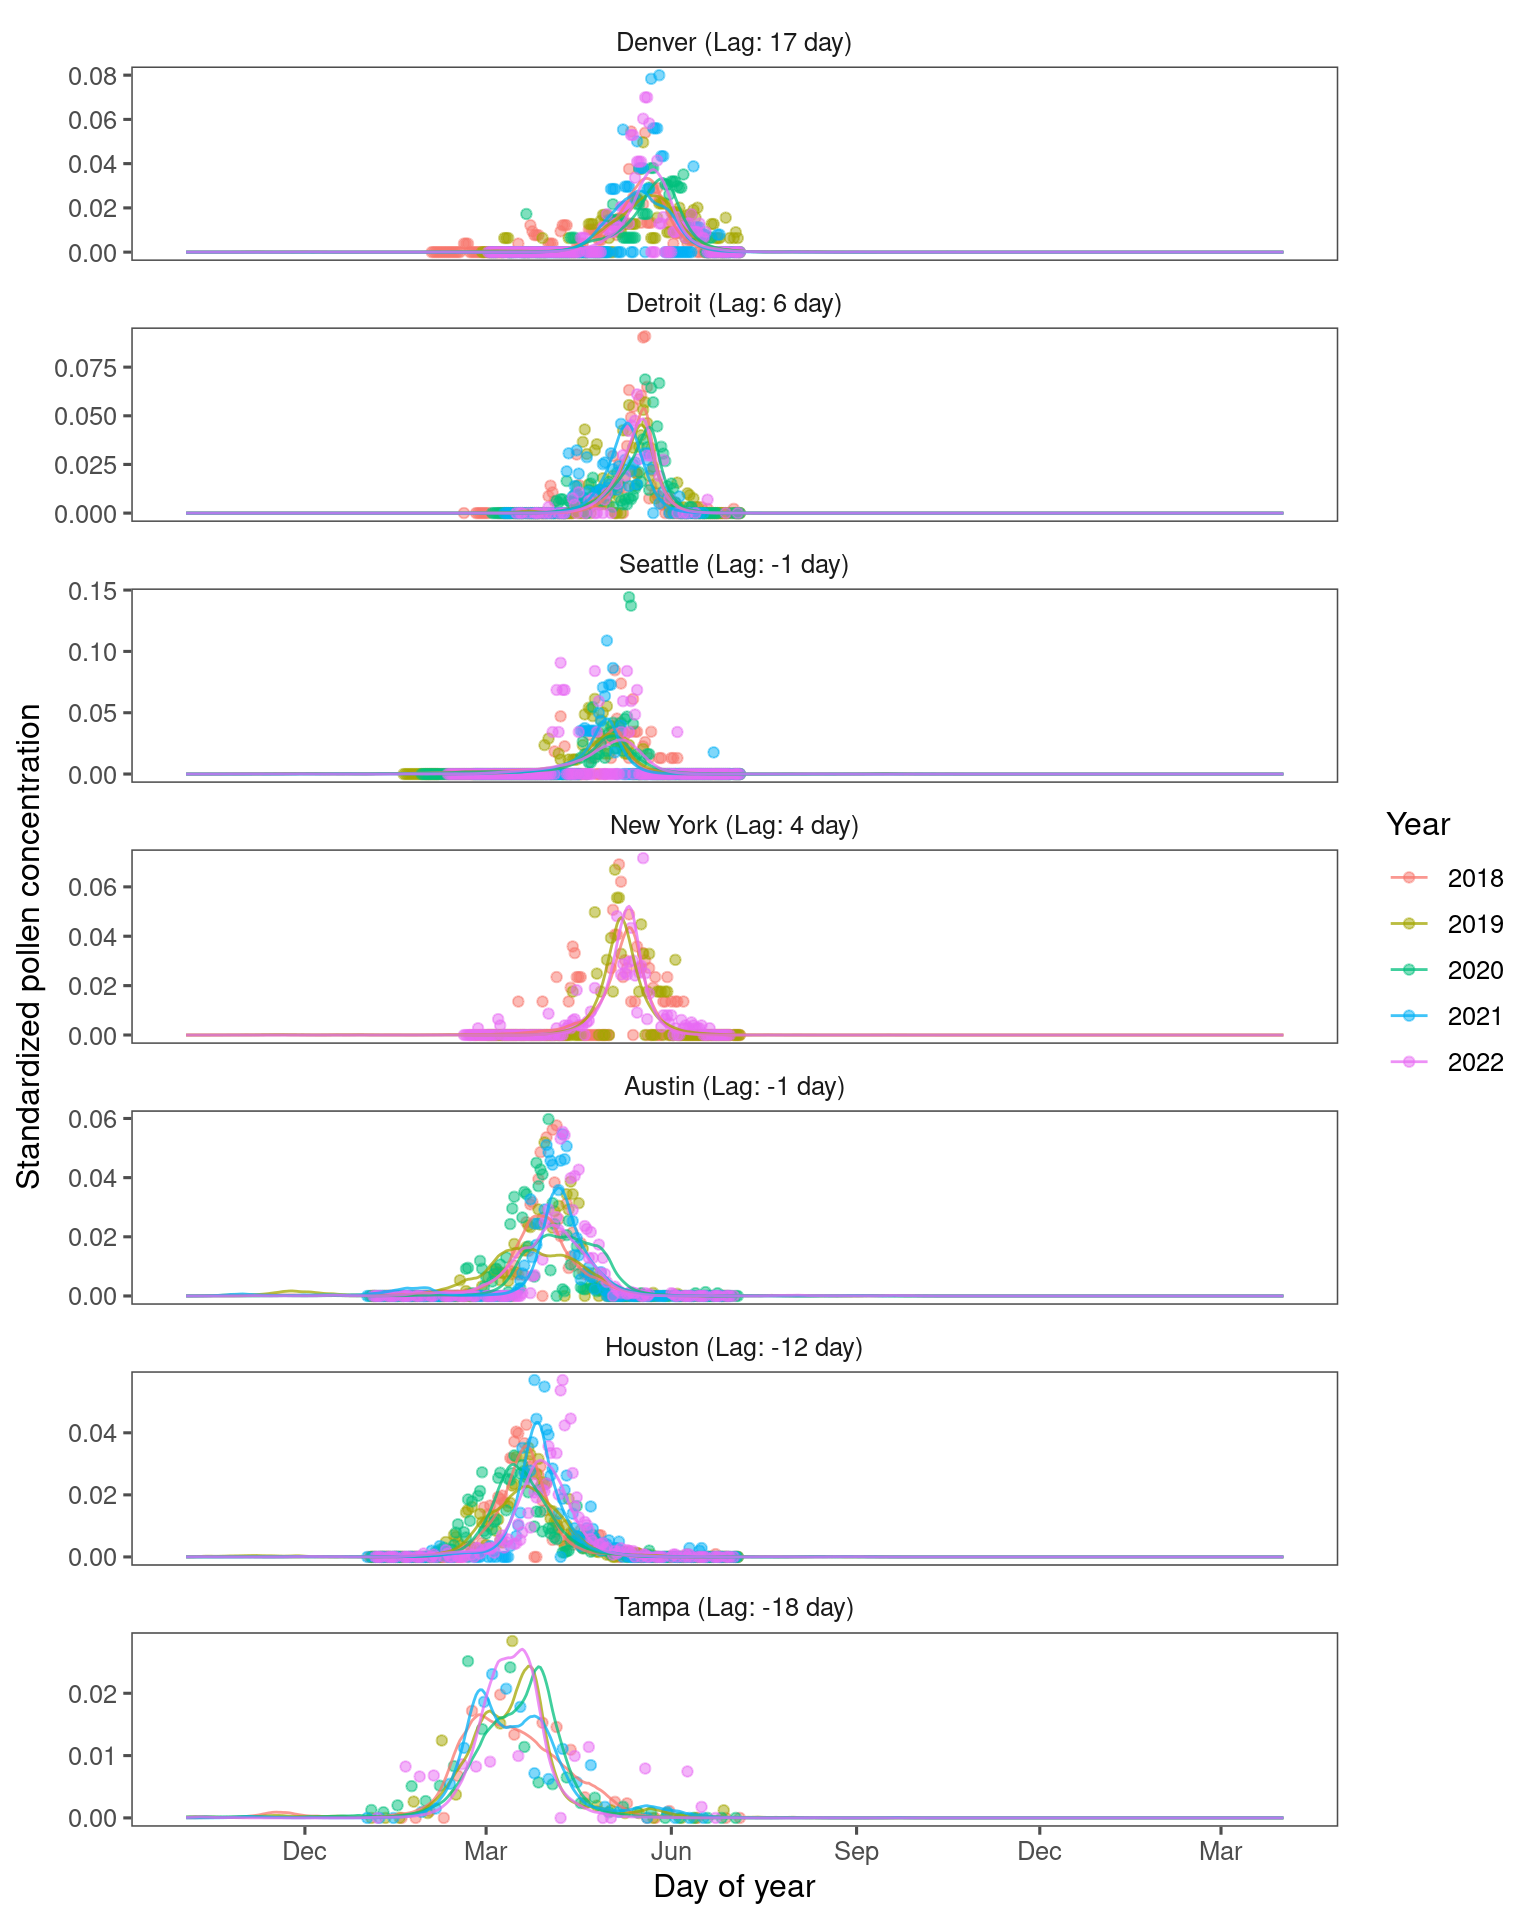 Denver (Lag: 17 day)
0.08
0.06
0.04
0.02
0.00
Detroit (Lag: 6 day)
0.075
0.050
0.025
0.000
Seattle (Lag: -1 day)
0.15
0.10
0.05
0.00
New York (Lag: 4 day)
0.06
0.04
0.02
0.00
Austin (Lag: -1 day)
0.06
0.04
0.02
0.00
Houston (Lag: -12 day)
0.04
0.02
0.00
Tampa (Lag: -18 day)
0.02
0.01
0.00
Dec
Mar
Jun
Sep
Dec
Mar
Day of year
Standardized pollen concentration
Year
2018
2019
2020
2021
2022